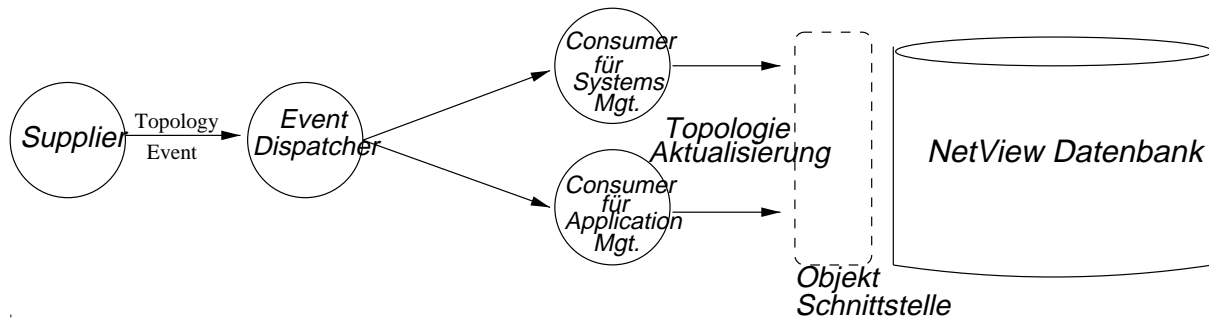 Supplier
Topology
Event
Event
Dispatcher
Consumer
für
Systems
Mgt.
Consumer
für
Application
Mgt.
Topologie
Aktualisierung
Objekt
Schnittstelle
NetView Datenbank